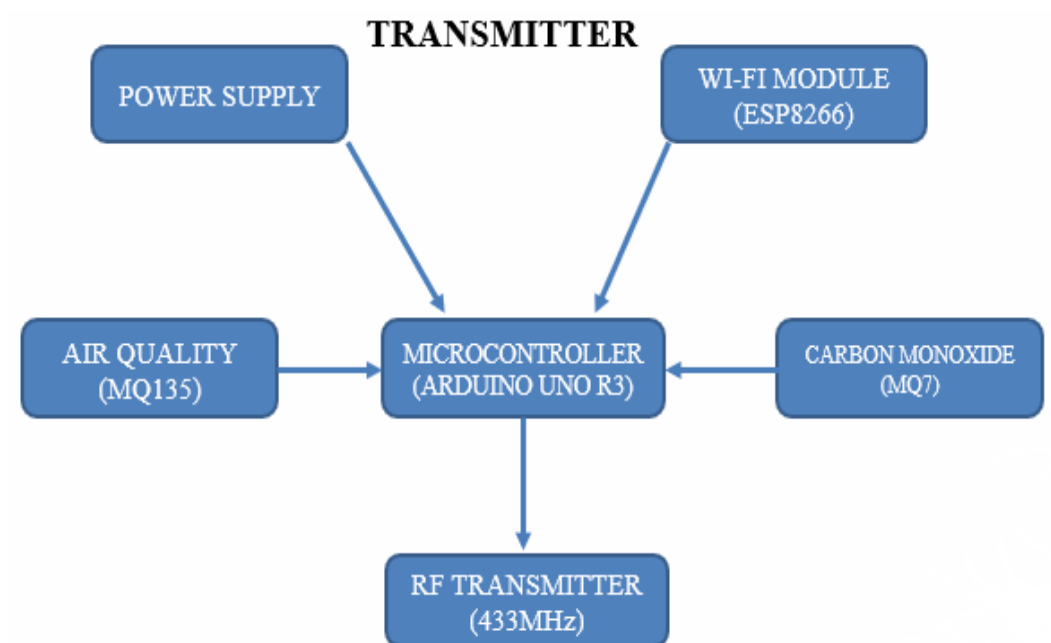 TRANSMITTER
POWER SUPPLY
WI-FI MODULE
(ESP8266)
AIR QUALITY
(MQ135)
MICROCONTROLLER
(ARDUINO UNO R3)
CARBON MONOXIDE
(MQ7)
RF TRANSMITTER
(433MHz)